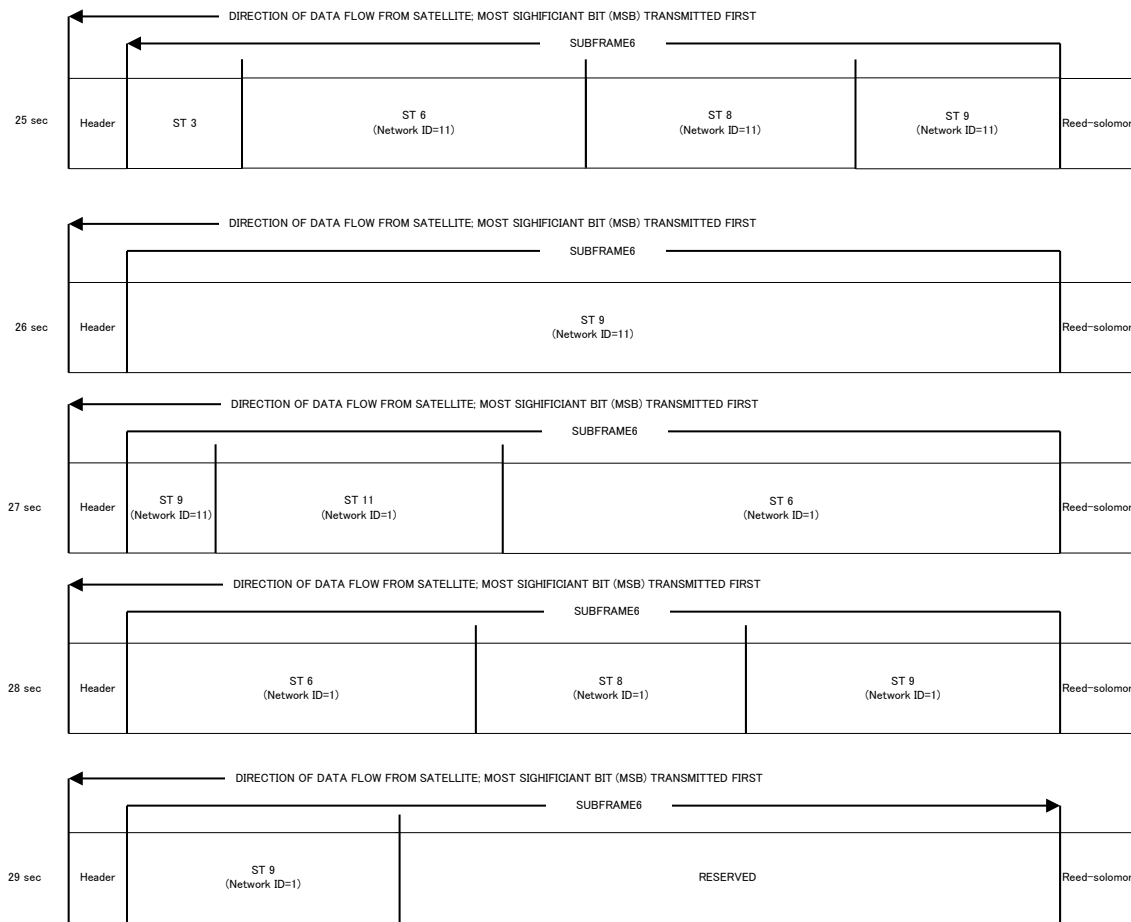 DIRECTION OF DATA FLOW FROM SATELLITE; MOST SIGHIFICIANT BIT (MSB) TRANSMITTED FIRST
SUBFRAME6
25 sec Header ST 3 ST 6 (Network ID=11) ST 8 (Network ID=11) ST 9 (Network ID=11) Reed-solomon
DIRECTION OF DATA FLOW FROM SATELLITE; MOST SIGHIFICIANT BIT (MSB) TRANSMITTED FIRST
SUBFRAME6
26 sec Header ST 9 (Network ID=11) Reed-solomon
DIRECTION OF DATA FLOW FROM SATELLITE; MOST SIGHIFICIANT BIT (MSB) TRANSMITTED FIRST
SUBFRAME6
27 sec Header ST 9 (Network ID=11) ST 11 (Network ID=1) ST 6 (Network ID=1) Reed-solomon
DIRECTION OF DATA FLOW FROM SATELLITE; MOST SIGHIFICIANT BIT (MSB) TRANSMITTED FIRST
SUBFRAME6
28 sec Header ST 6 (Network ID=1) ST 8 (Network ID=1) ST 9 (Network ID=1) Reed-solomon
DIRECTION OF DATA FLOW FROM SATELLITE; MOST SIGHIFICIANT BIT (MSB) TRANSMITTED FIRST
SUBFRAME6
29 sec Header ST 9 (Network ID=1) RESERVED Reed-solomon